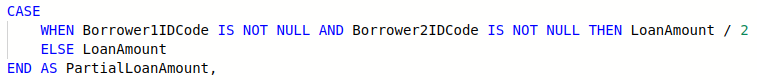 CASE
    WHEN Borrower1IDCode IS NOT NULL AND Borrower2IDCode IS NOT NULL THEN LoanAmount / 2
    ELSE LoanAmount
END AS PartialLoanAmount,